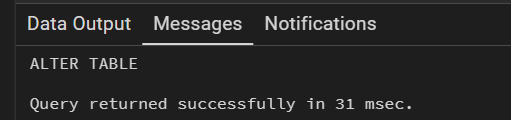 Data Output Messages Notifications
ALTER TABLE
Query returned successfully in 31 msec.